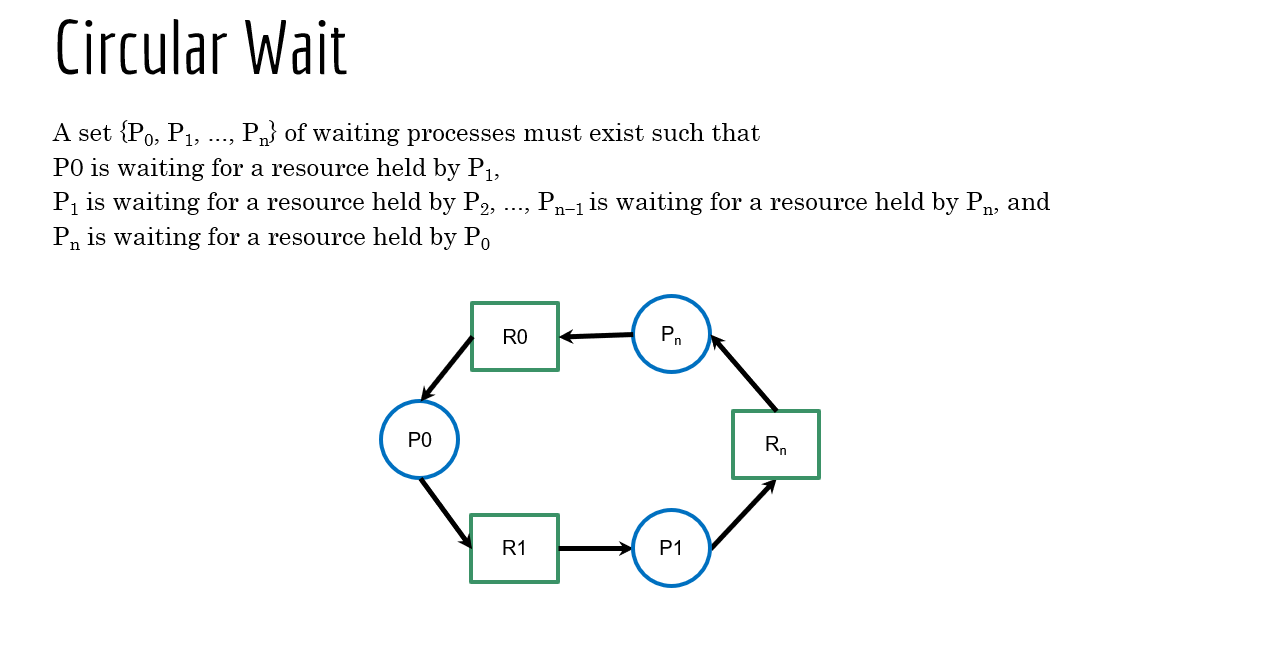 Circular Wait
A set {P₀, P₁, ..., Pₙ} of waiting processes must exist such that
P0 is waiting for a resource held by P₁,
P₁ is waiting for a resource held by P₂, ..., Pₙ₋₁ is waiting for a resource held by Pₙ, and
Pₙ is waiting for a resource held by P₀
R0
Pₙ
P0
Rₙ
R1
P1